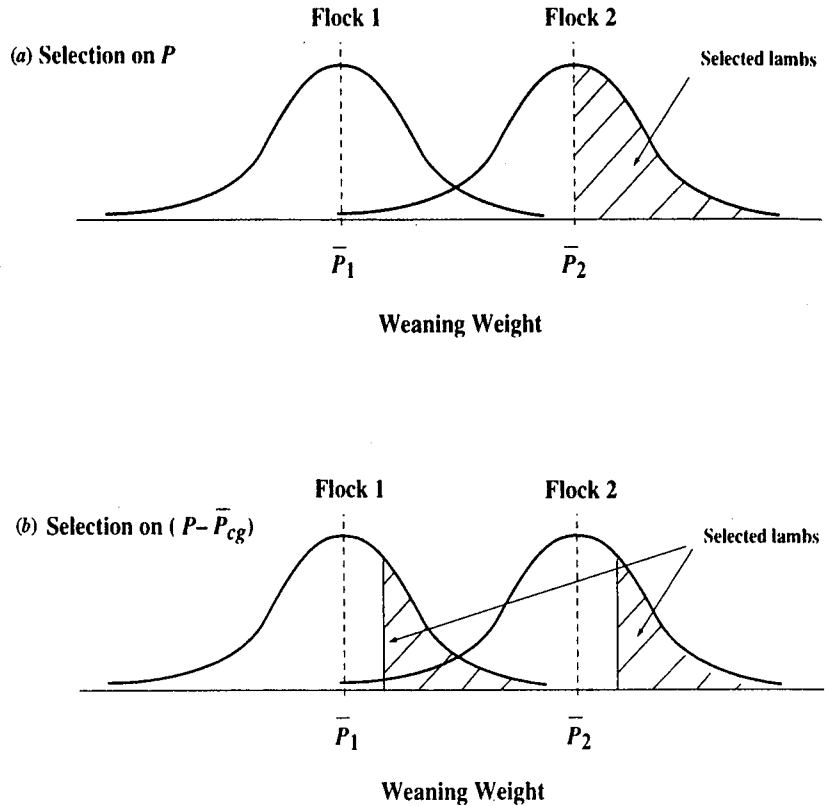 Flock 1 Flock 2
(a) Selection on P
Selected lambs
P̅1 P̅2
Weaning Weight
Flock 1 Flock 2
(b) Selection on ( P– P̅cg)
Selected lambs
P̅1 P̅2
Weaning Weight